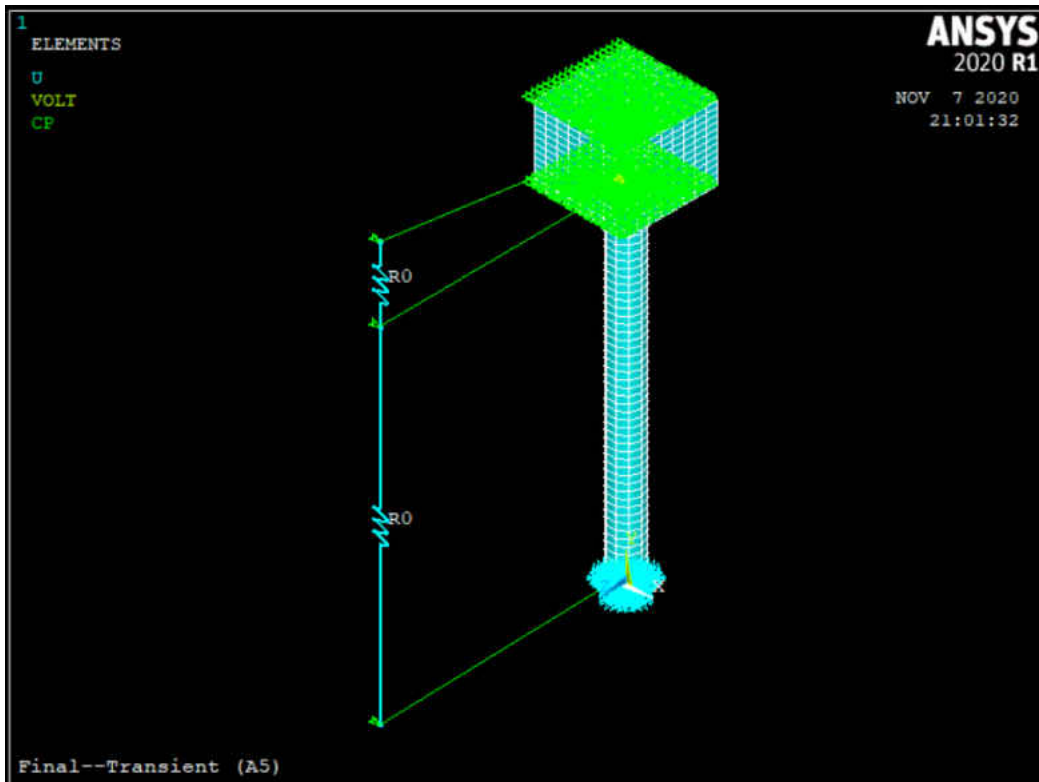 1
ELEMENTS
U
VOLT
CP
ANSYS
2020 R1
NOV 7 2020
21:01:32
R0
R0
X
Final--Transient (A5)